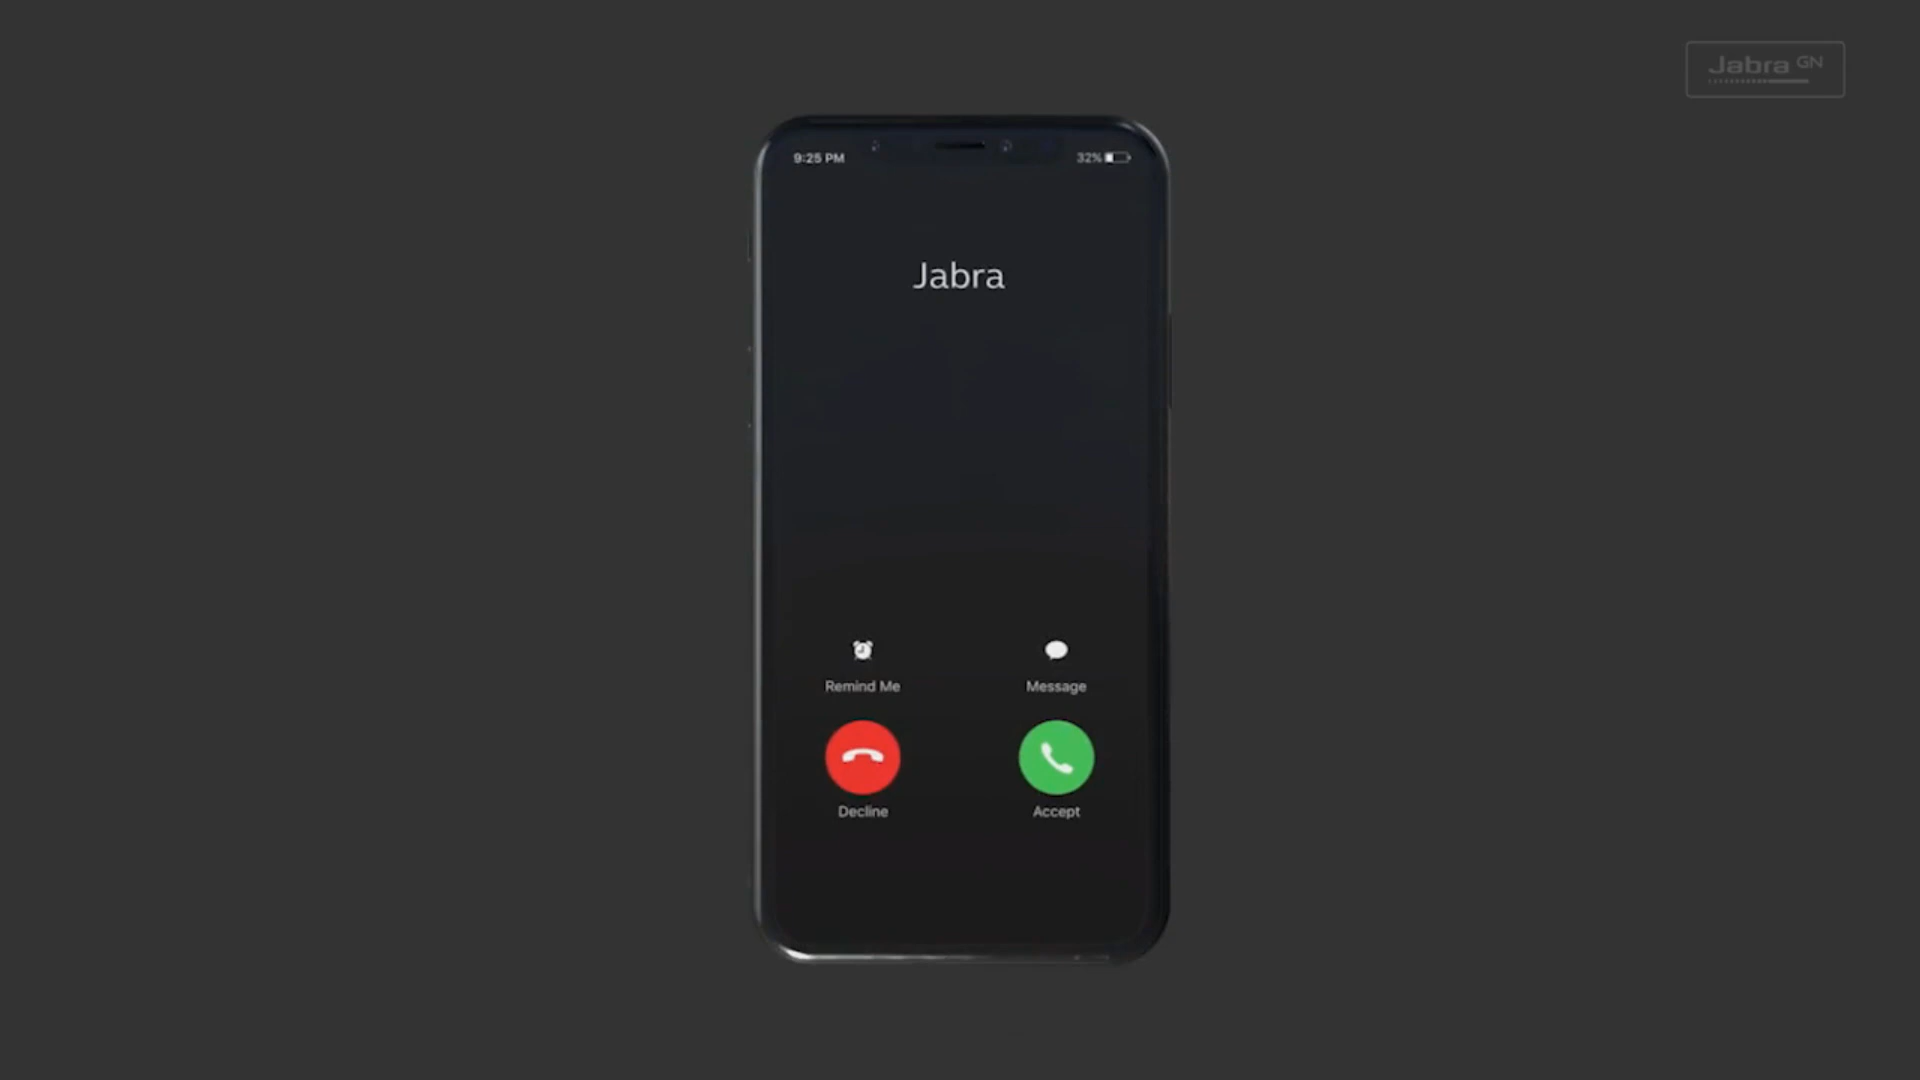 Jabra GN
9:25 PM
32%
Jabra
Remind Me
Message
Decline
Accept